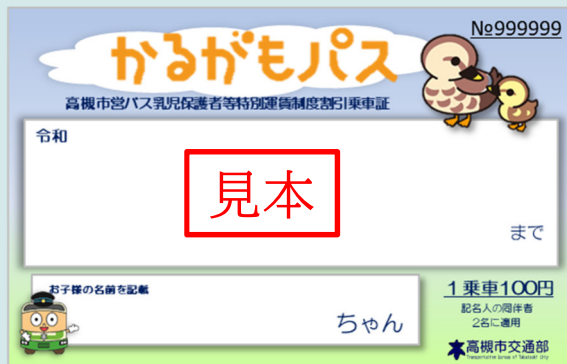 №999999
かるがもパス
高槻市営バス乳児保護者等特別運賃制度割引乗車証
令和
見本
まで
お子様の名前を記載
ちゃん
1乗車100円
記名人の同伴者
2名に適用
高槻市交通部
Transportation Bureau of Takatsuki City